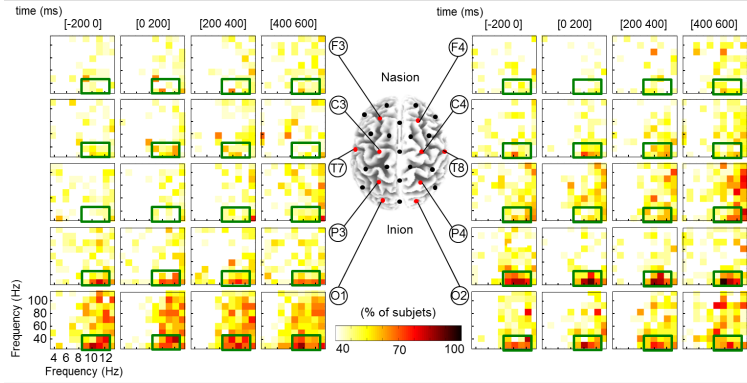 time (ms)
[-200 0] [0 200] [200 400] [400 600]
time (ms)
[-200 0] [0 200] [200 400] [400 600]
F3 F4
Nasion
C3 C4
T7 T8
P3 P4
Inion
O1 O2
(% of subjets)
40 70 100
Frequency (Hz)
100
80
60
40
4 6 8 10 12
Frequency (Hz)